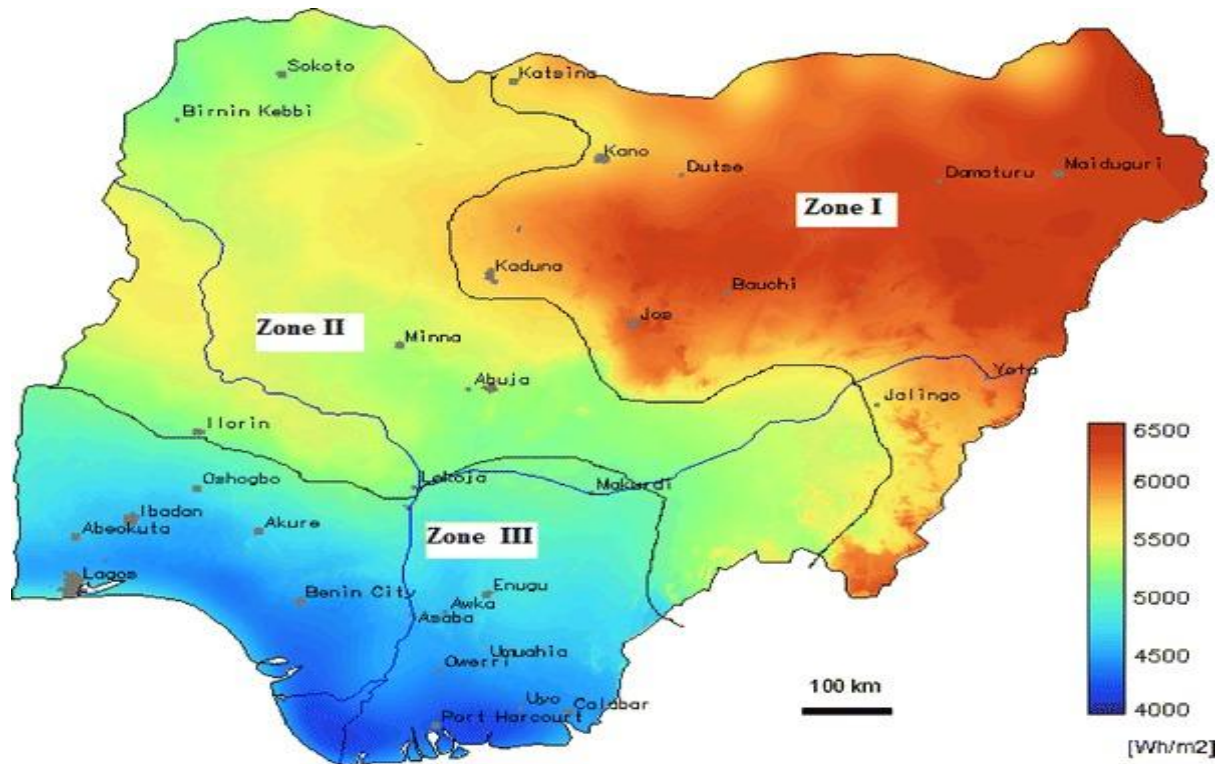 Sokoto
Katsina
Birnin Kebbi
Kano
Dutse
Damaturu
Maiduguri
Zone I
Kaduna
Bauchi
Jos
Zone II
Minna
Abuja
Yola
Jalingo
Ilorin
Oshogbo
Lokoja
Makurdi
Ibadan
Abeokuta
Akure
Zone III
Lagos
Benin City
Enugu
Awka
Asaba
Umuahia
Owerri
Uyo
Calabar
Port Harcourt
100 km
6500
6000
5500
5000
4500
4000
[Wh/m2]